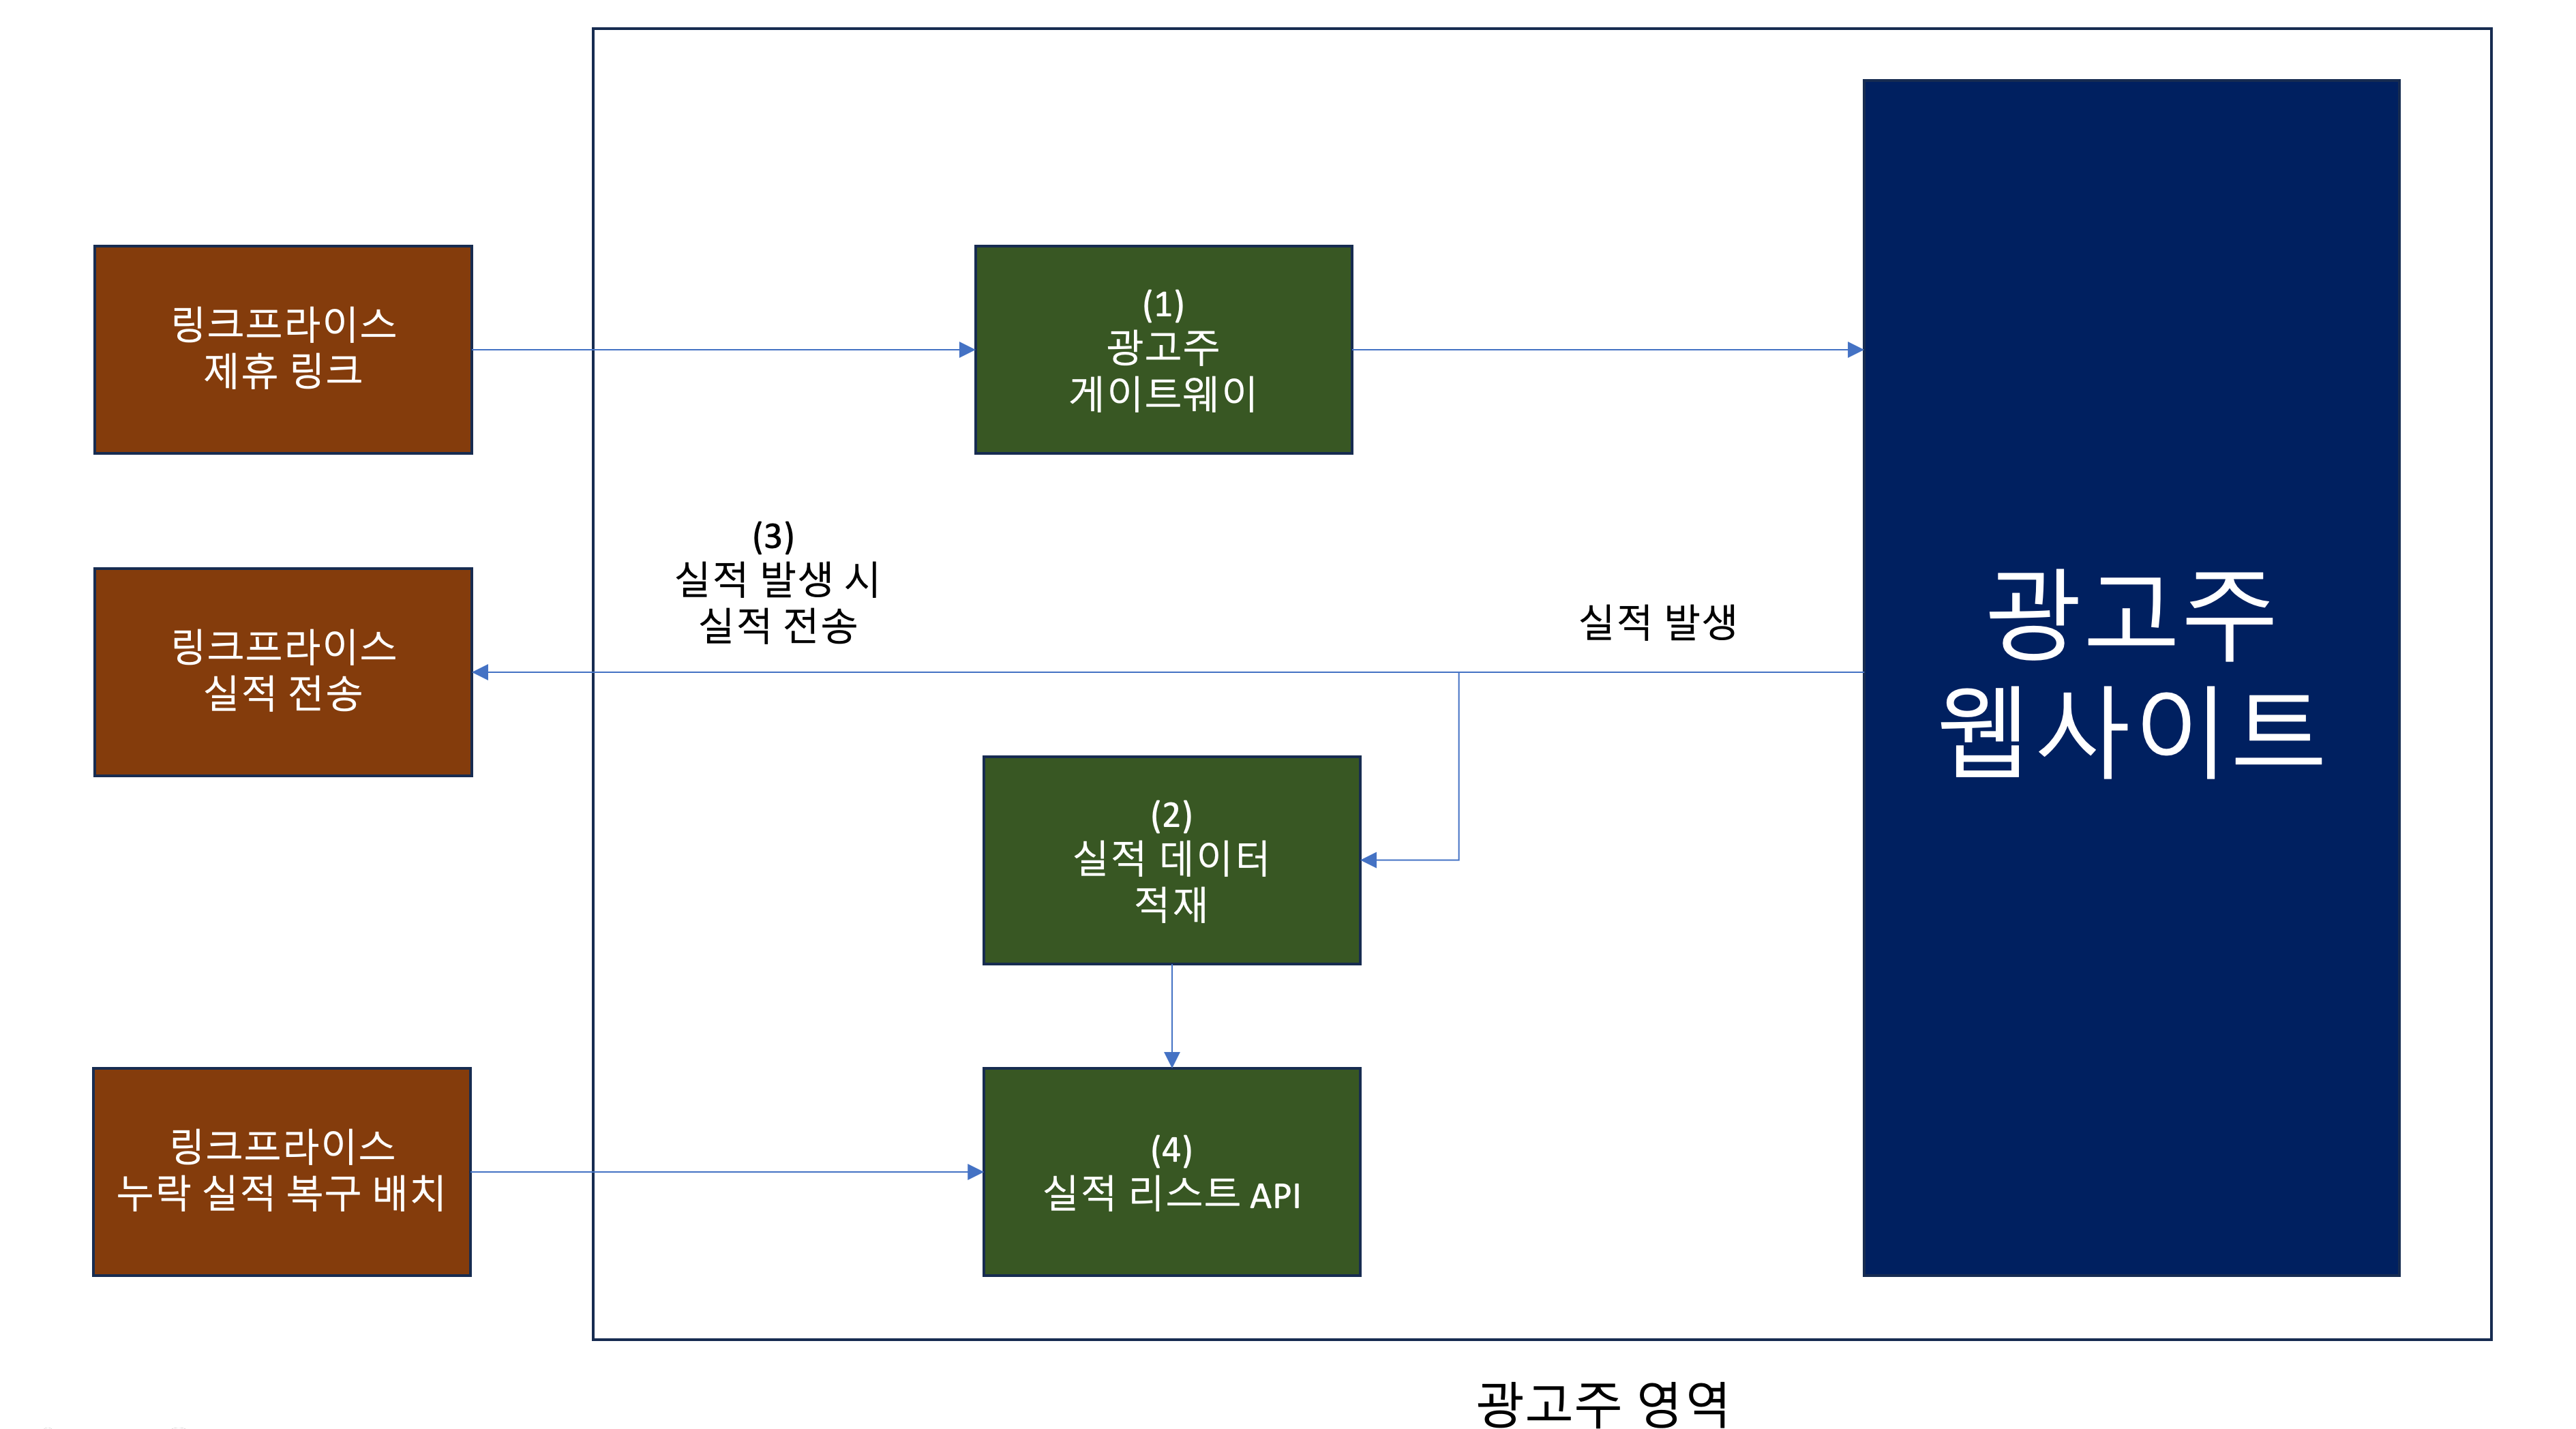 링크프라이스
제휴 링크
(1)
광고주
게이트웨이
(3)
실적 발생 시
실적 전송
실적 발생
링크프라이스
실적 전송
광고주
웹사이트
(2)
실적 데이터
적재
링크프라이스
누락 실적 복구 배치
(4)
실적 리스트 API
광고주 영역